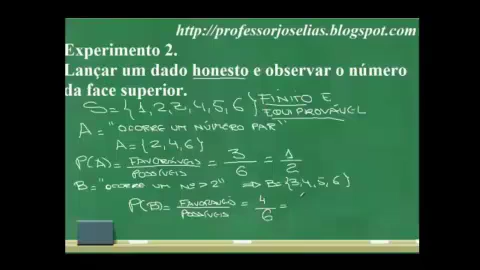 http://professorjoselias.blogspot.com
Experimento 2.
Lançar um dado honesto e observar o número
da face superior.
S = {1,2,2,4,5,6} FINITO E
EQUIPROVÁVEL
A = "OCORRE UM NÚMERO PAR"
A = {2,4,6}
P(A) = FAVORÁVEIS/POSSÍVEIS = 3/6 = 1/2
B = "OCORRE UM Nº > 2" ⇒ B = {3,4,5,6}
P(B) = FAVORÁVEIS/POSSÍVEIS = 4/6 =